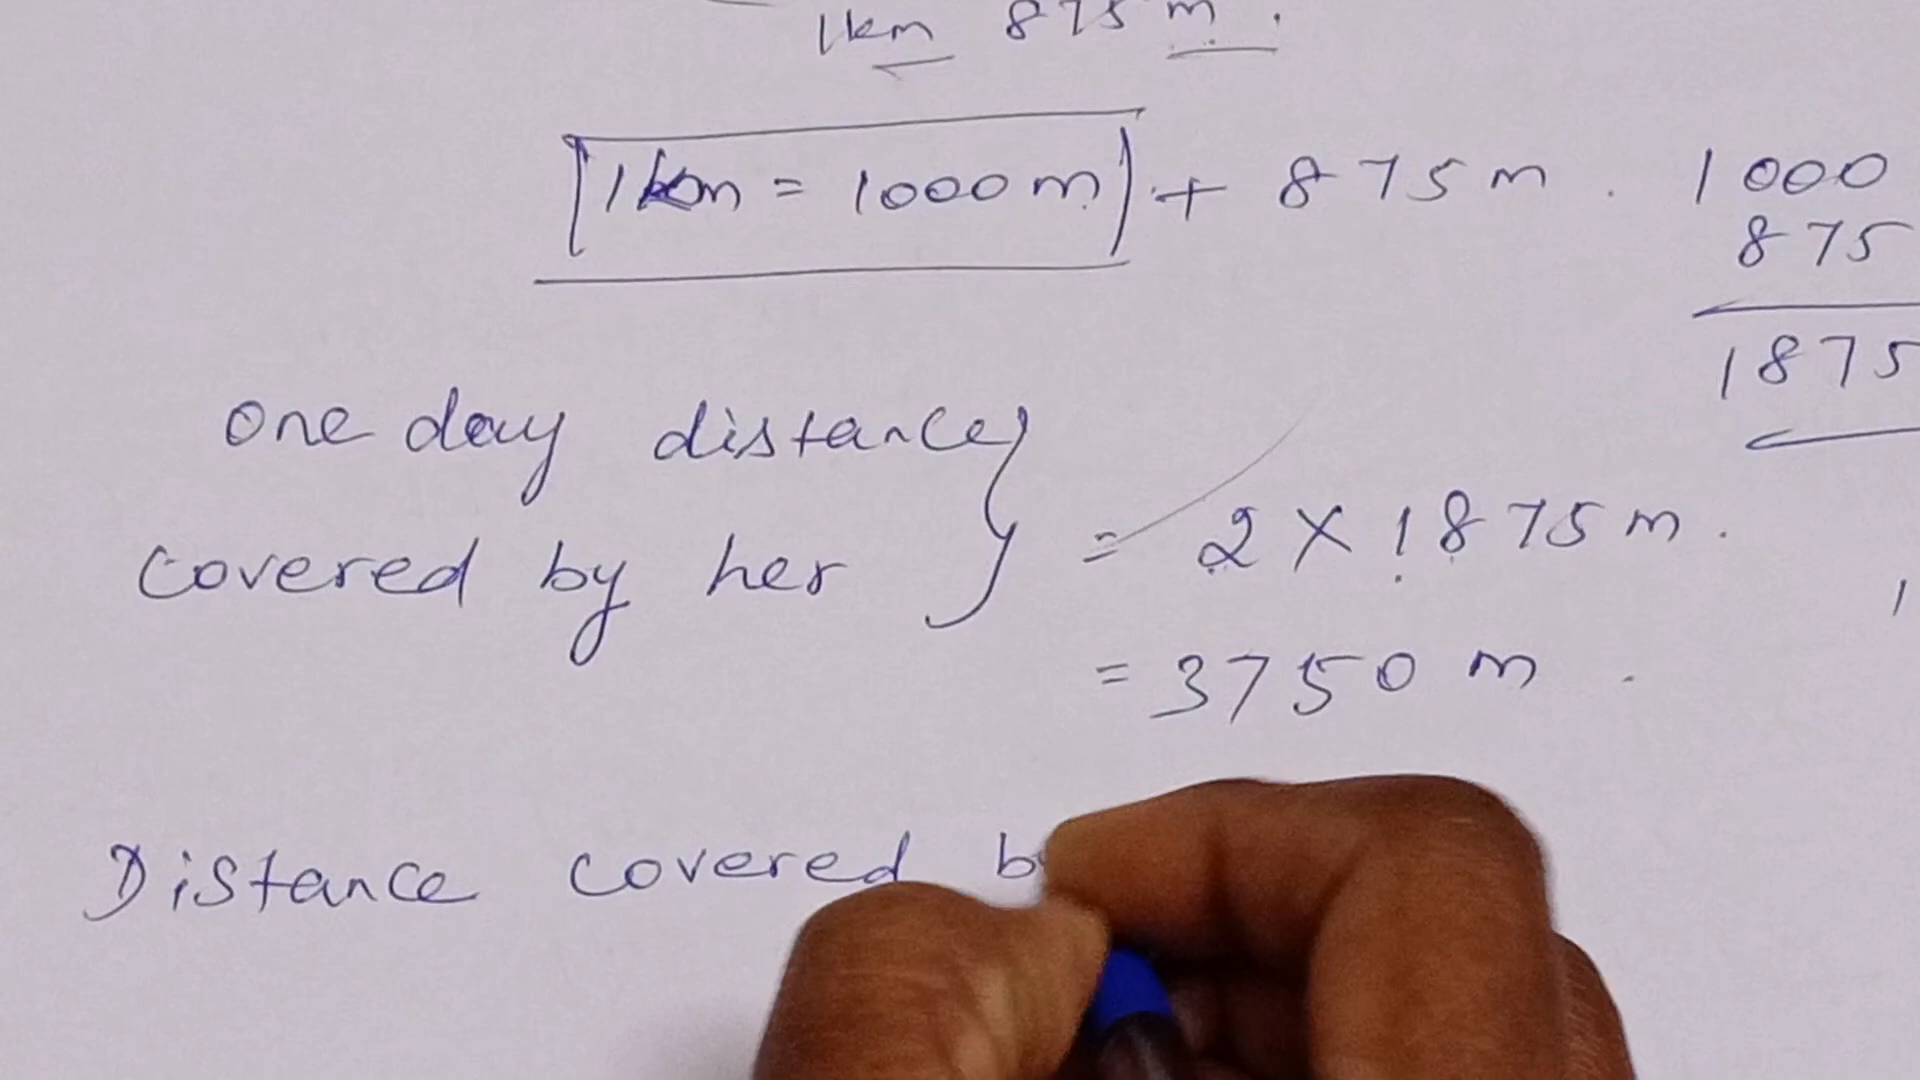 1km 875 m.
1km = 1000 m + 875 m.
1000
875
1875
one day distance
covered by her } = 2 × 1875 m.
= 3750 m.
Distance covered b